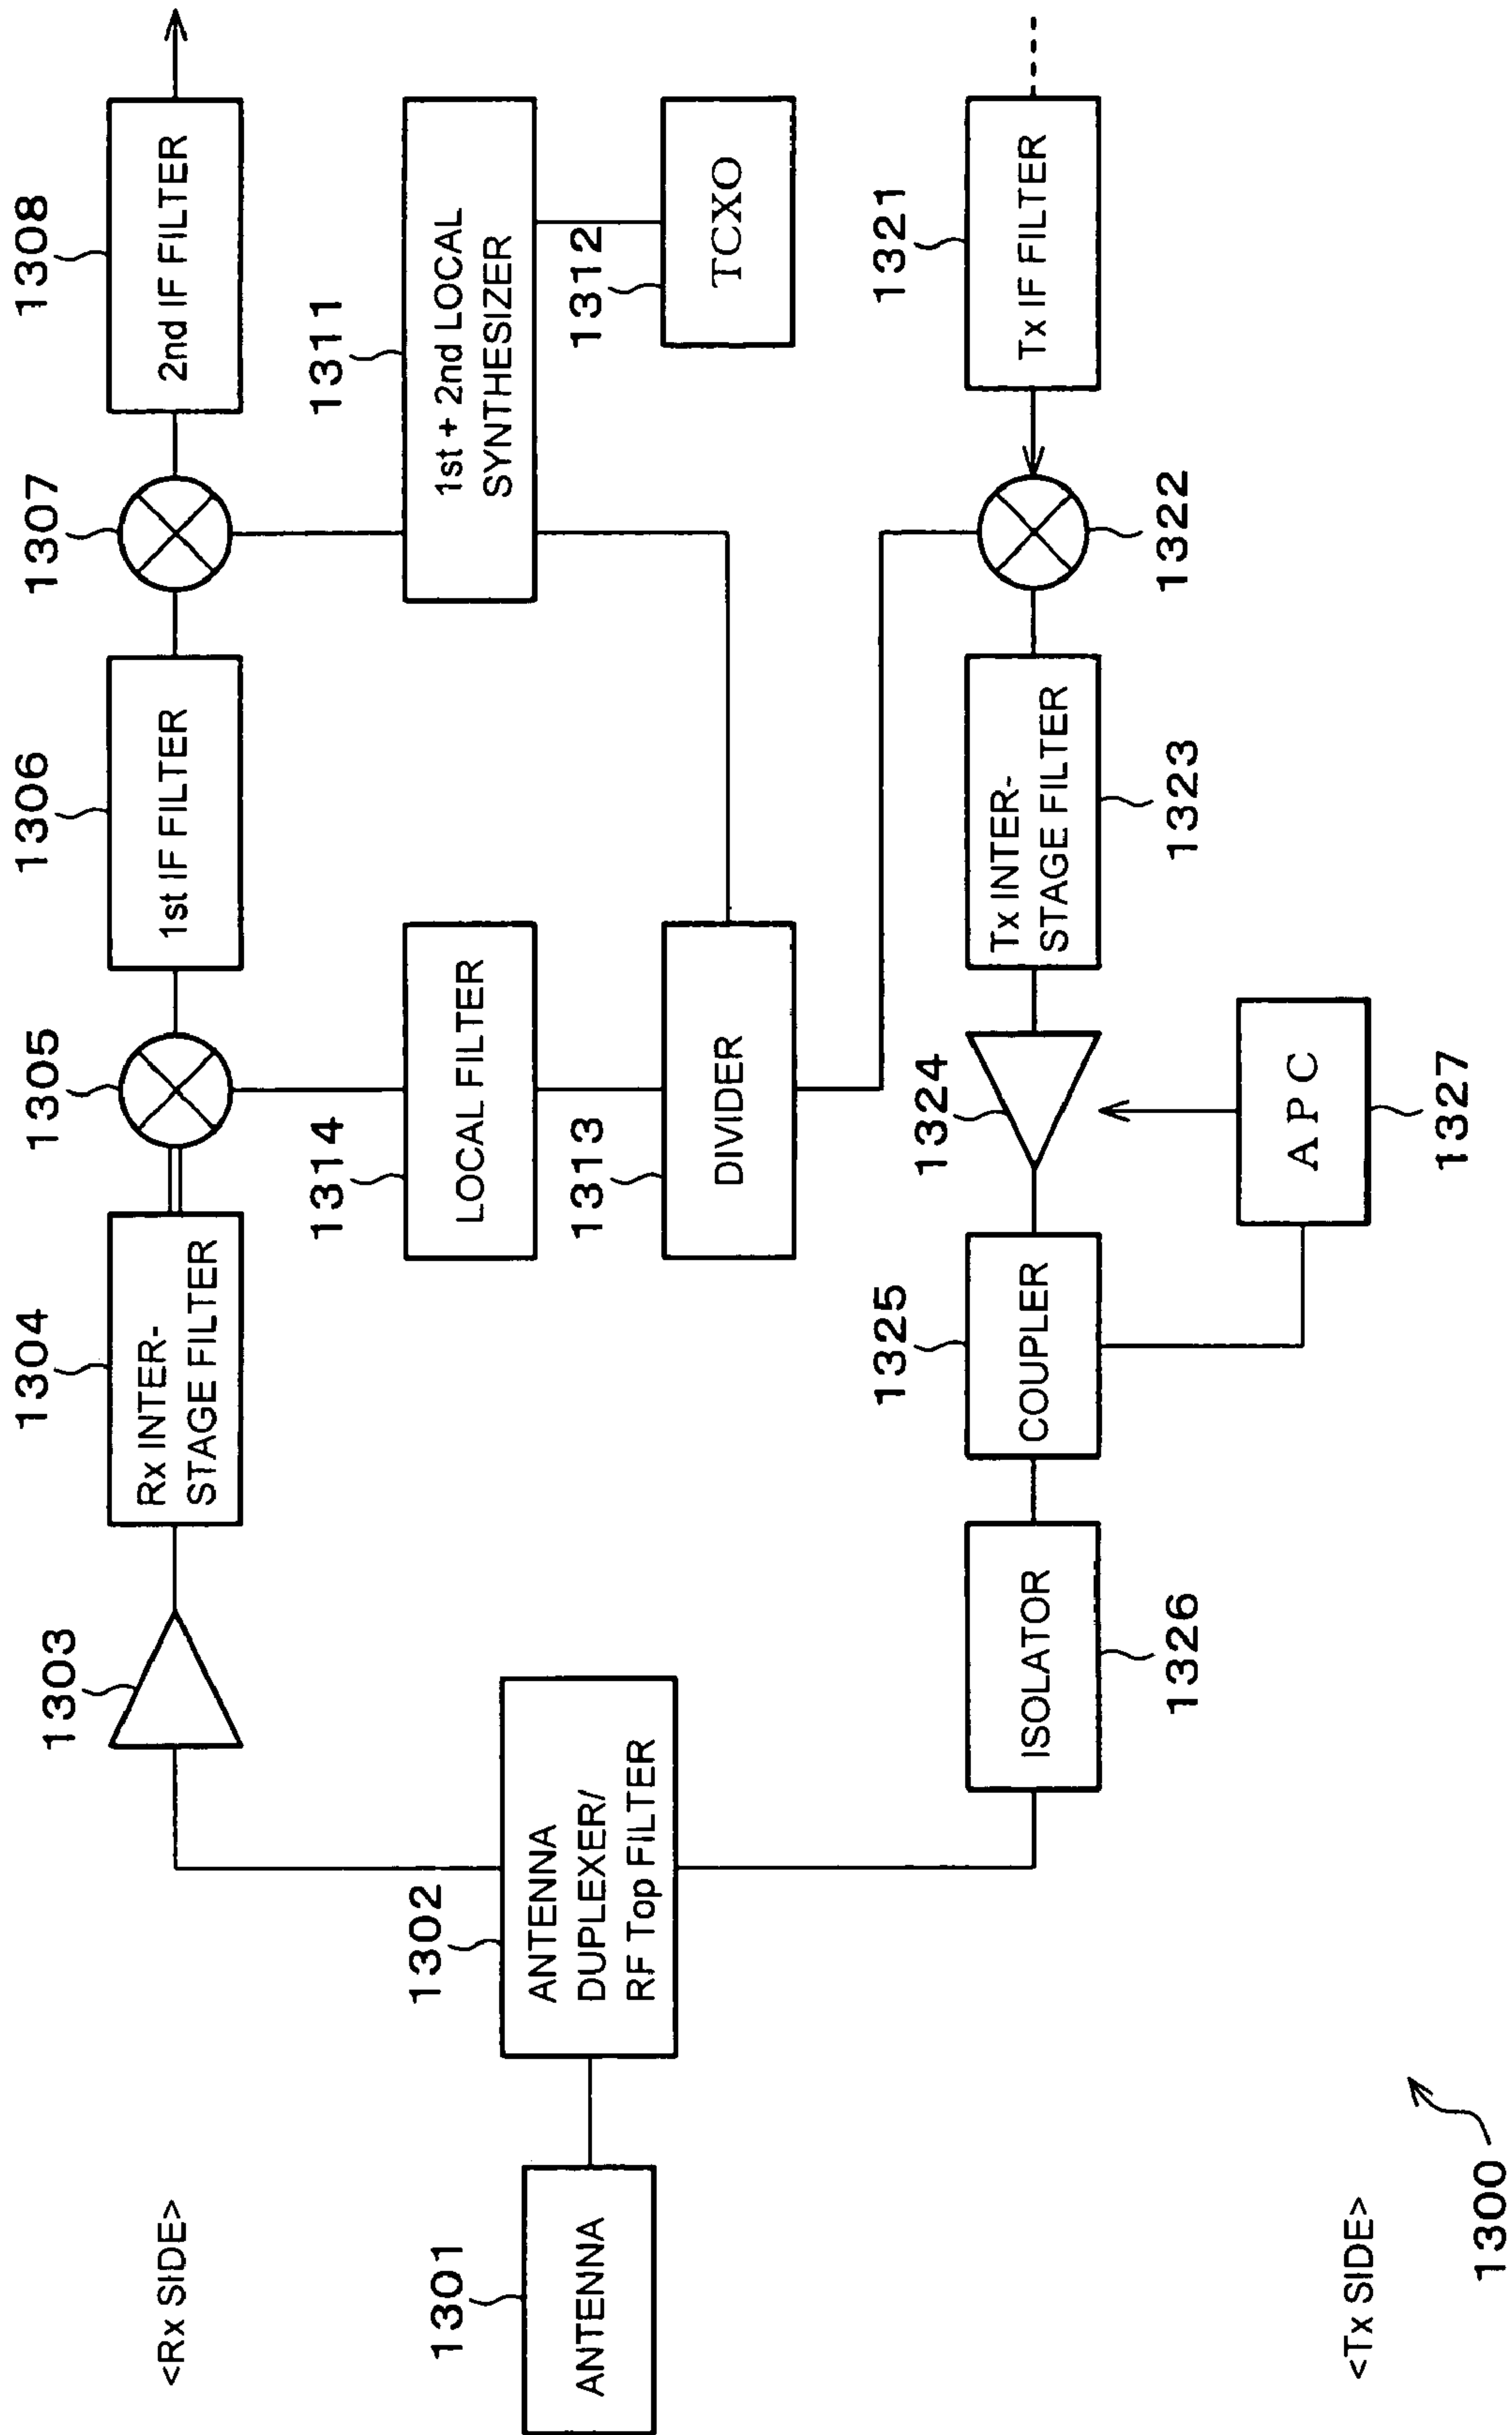 <Rx SIDE>
1303
1304
Rx INTER-
STAGE FILTER
1305
1306
1st IF FILTER
1307
1308
2nd IF FILTER
1301
ANTENNA
1302
ANTENNA
DUPLEXER/
RF Top FILTER
1314
LOCAL FILTER
1311
1st + 2nd LOCAL
SYNTHESIZER
1313
DIVIDER
1312
TCXO
1326
ISOLATOR
1325
COUPLER
1324
1323
Tx INTER-
STAGE FILTER
1322
1321
Tx IF FILTER
APC
1327
<Tx SIDE>
1300